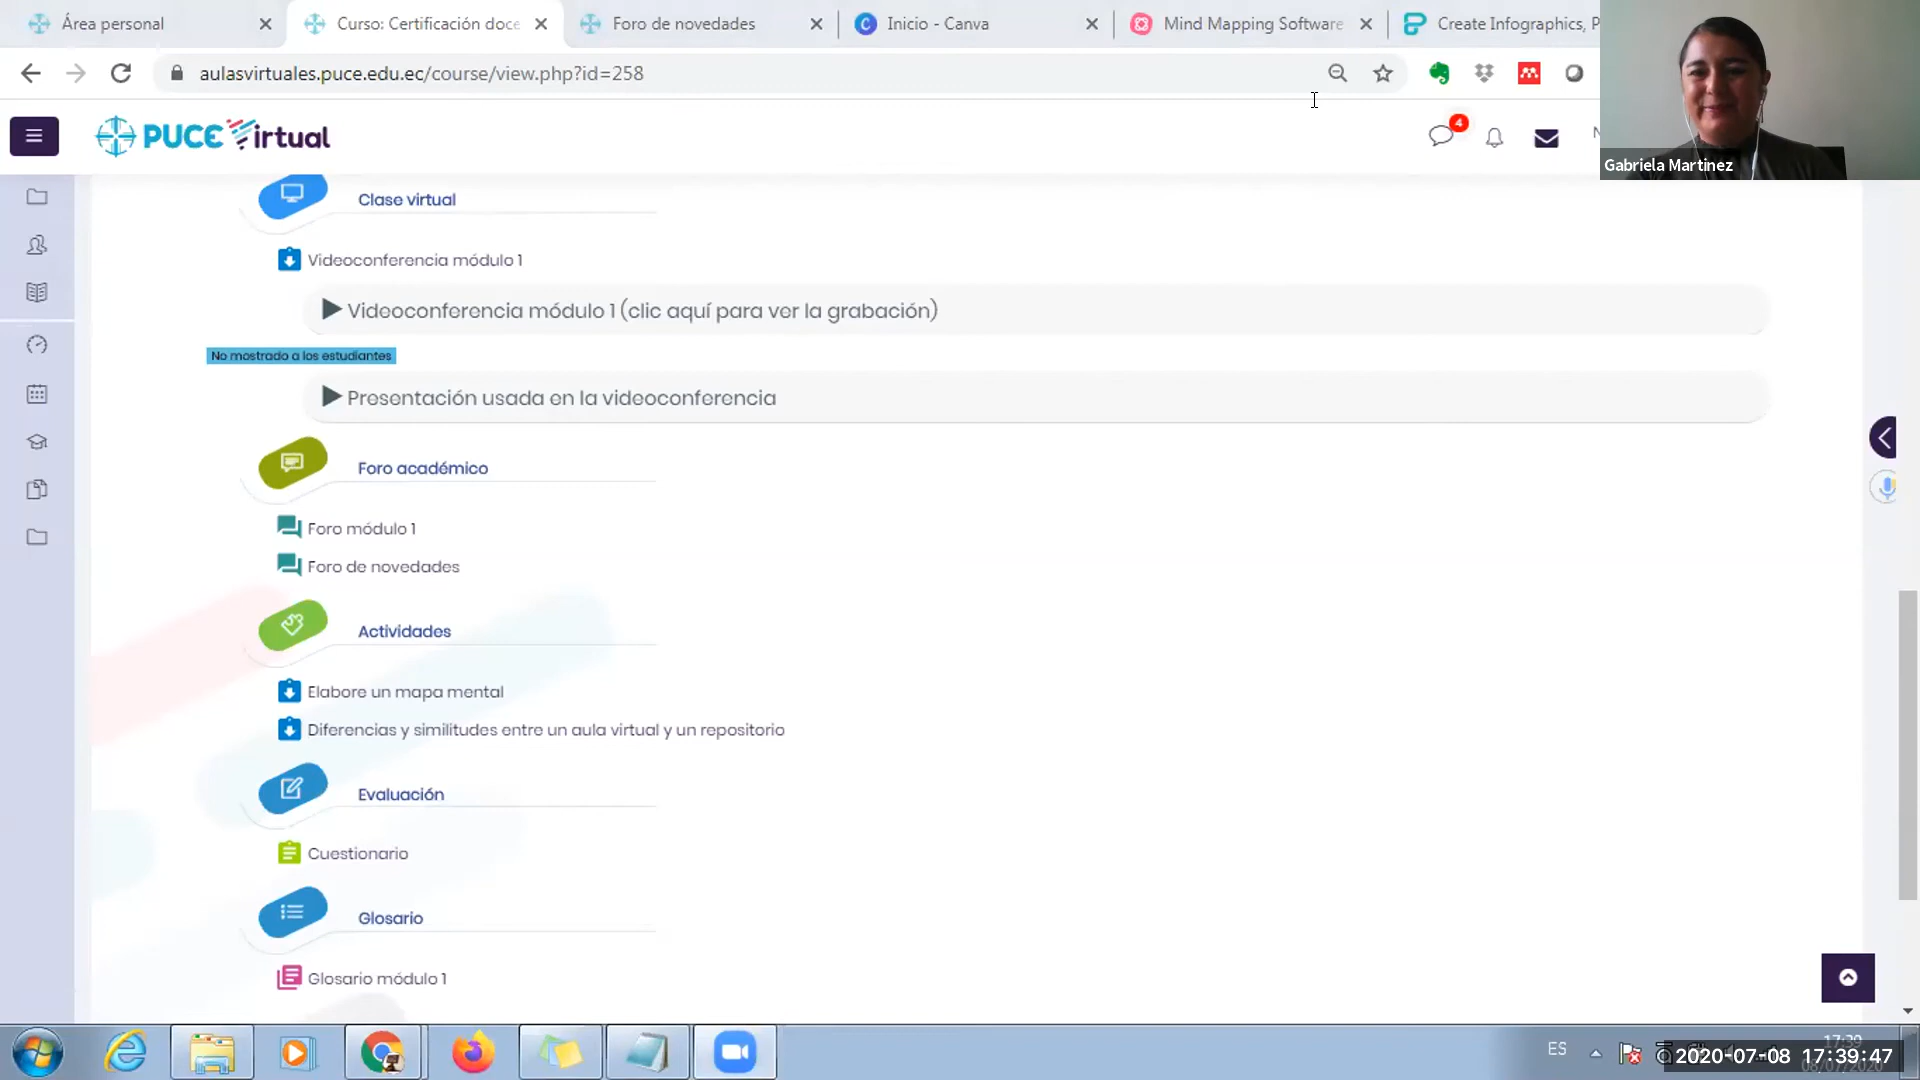 Área personal
Curso: Certificación doce
Foro de novedades
Inicio - Canva
Mind Mapping Software
Create Infographics, P
aulasvirtuales.puce.edu.ec/course/view.php?id=258
PUCE Virtual
4
N
Gabriela Martinez
Clase virtual
Videoconferencia módulo 1
Videoconferencia módulo 1 (clic aquí para ver la grabación)
No mostrado a los estudiantes
Presentación usada en la videoconferencia
Foro académico
Foro módulo 1
Foro de novedades
Actividades
Elabore un mapa mental
Diferencias y similitudes entre un aula virtual y un repositorio
Evaluación
Cuestionario
Glosario
Glosario módulo 1
ES
17:39
2020-07-08 17:39:47